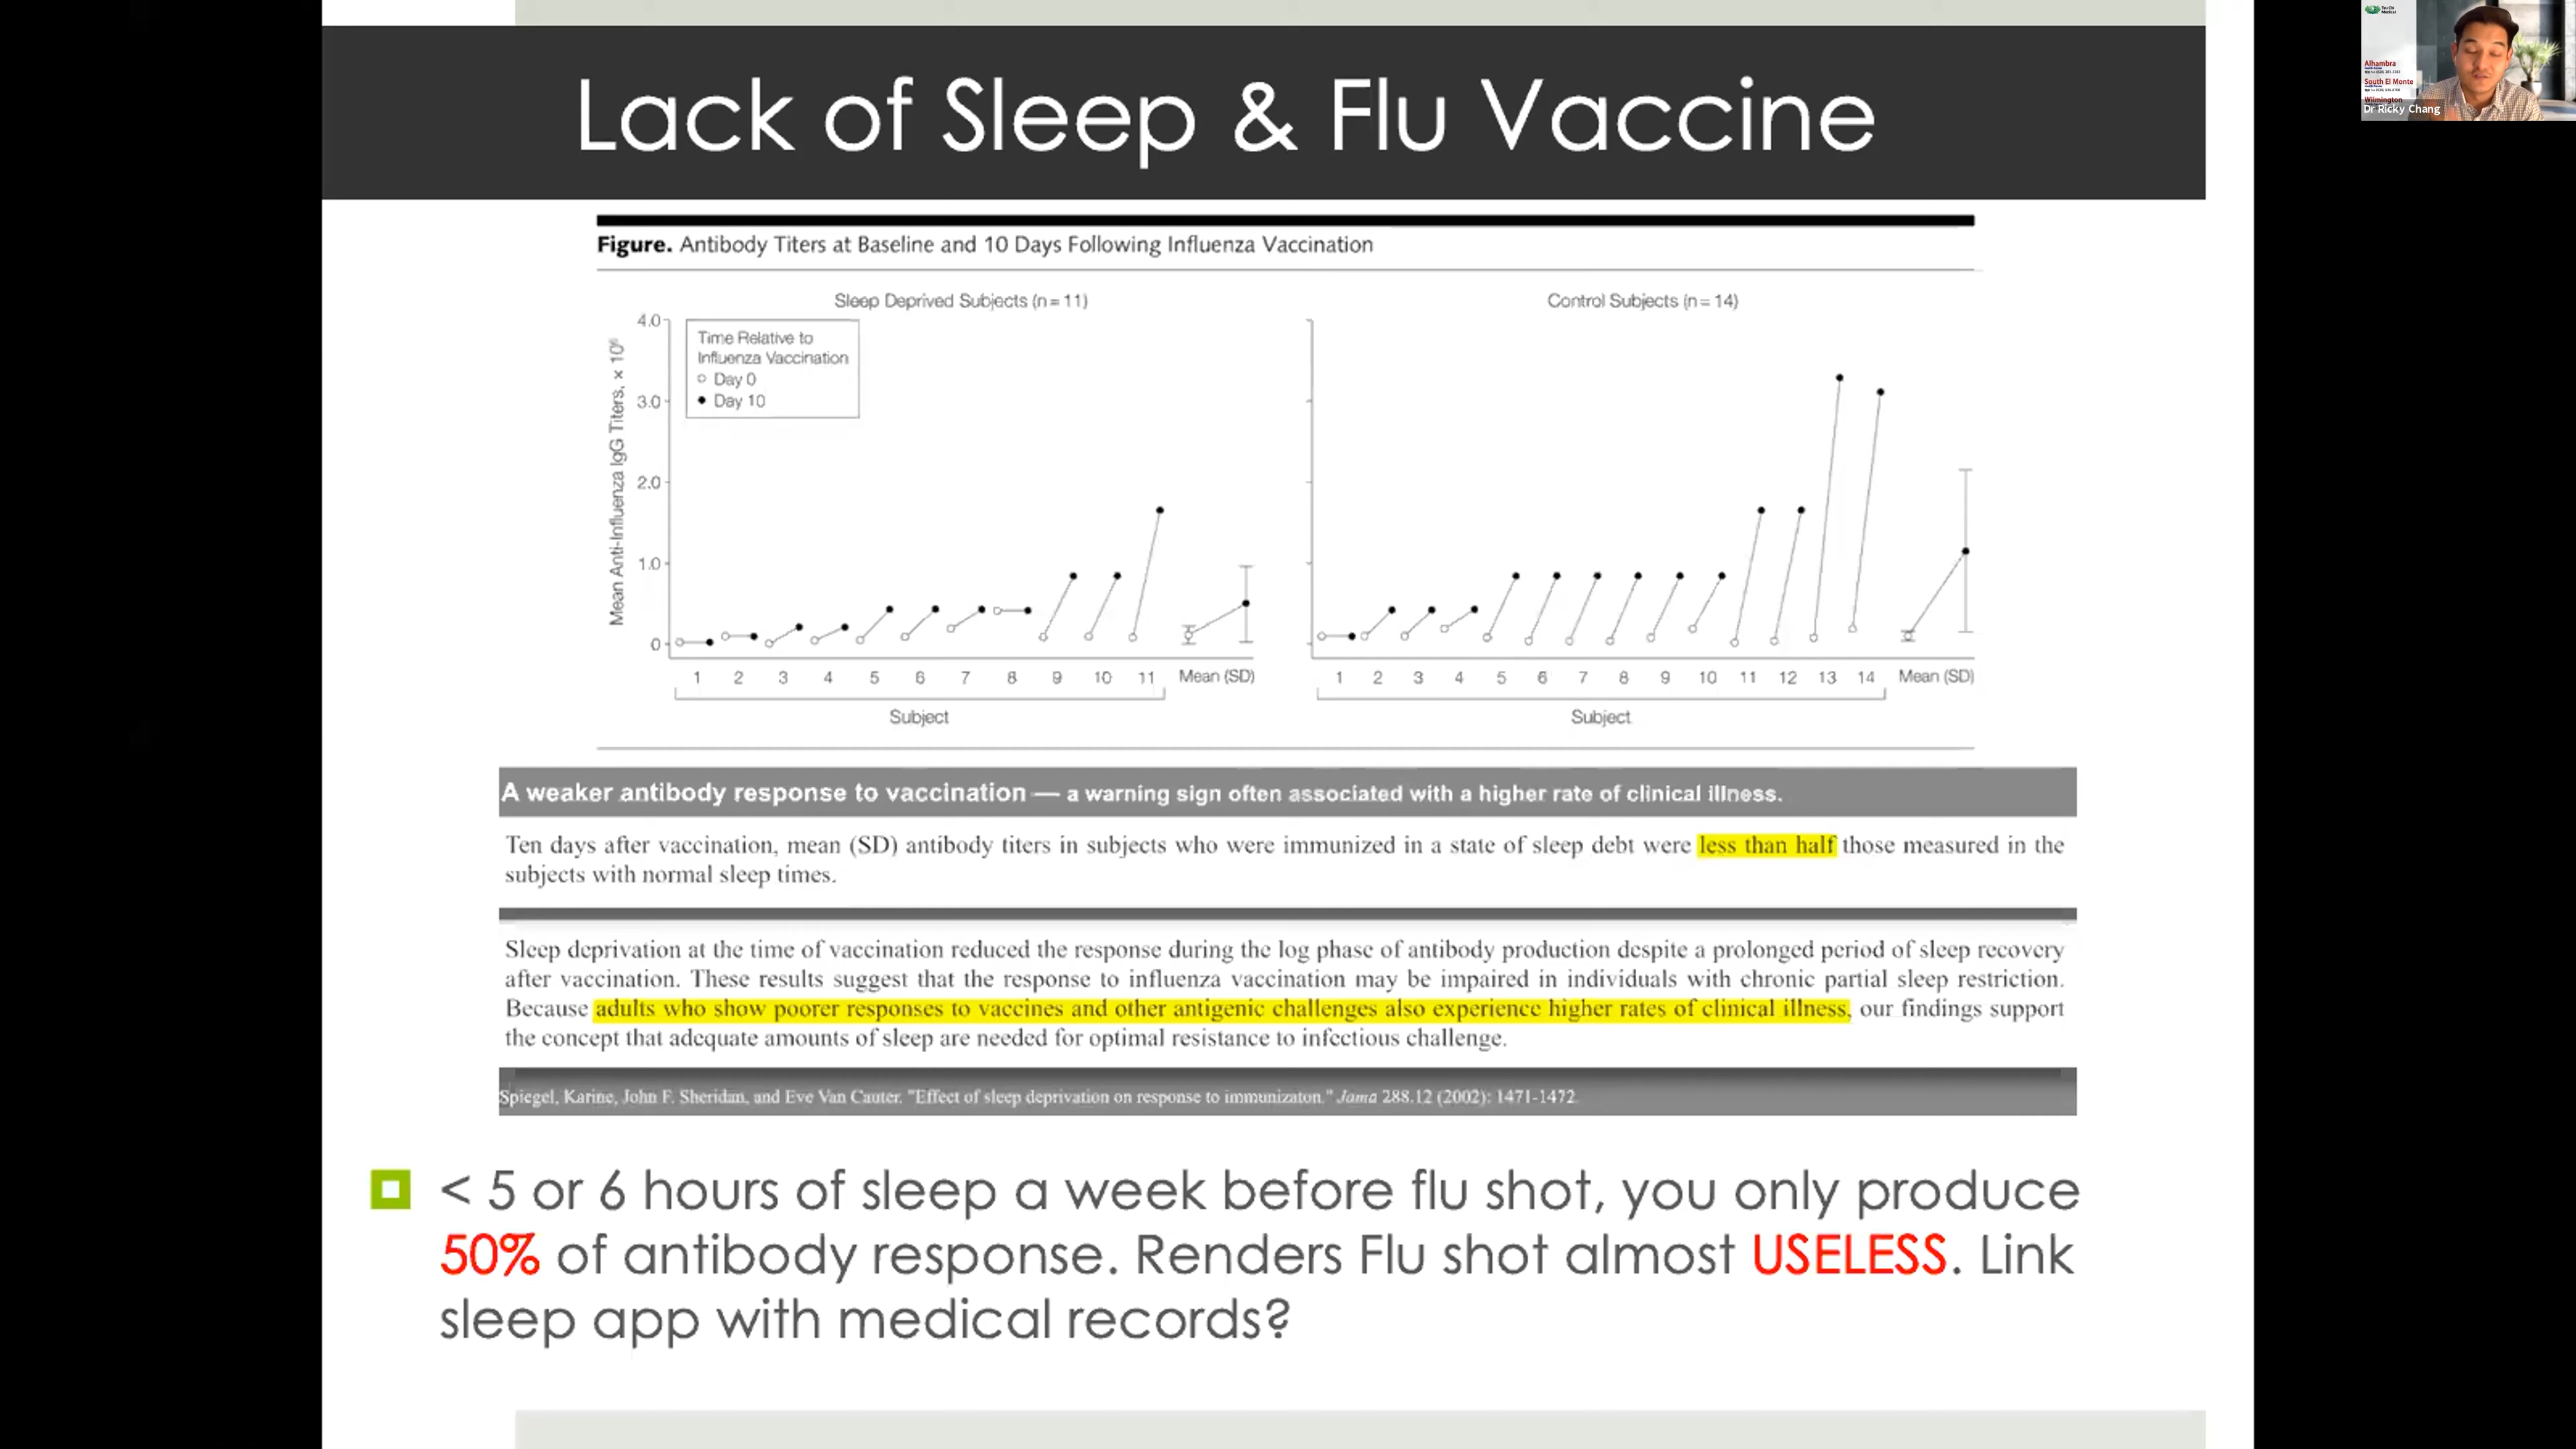 Lack of Sleep & Flu Vaccine
Tzu Chi
Medical
Alhambra
South El Monte
Wilmington
Dr Ricky Chang
Figure. Antibody Titers at Baseline and 10 Days Following Influenza Vaccination
Sleep Deprived Subjects (n=11)
Control Subjects (n=14)
Mean Anti-Influenza IgG Titers, × 10⁶
4.0
3.0
2.0
1.0
0
Time Relative to
Influenza Vaccination
Day 0
Day 10
1 2 3 4 5 6 7 8 9 10 11 Mean (SD)
Subject
1 2 3 4 5 6 7 8 9 10 11 12 13 14 Mean (SD)
Subject
A weaker antibody response to vaccination — a warning sign often associated with a higher rate of clinical illness.
Ten days after vaccination, mean (SD) antibody titers in subjects who were immunized in a state of sleep debt were less than half those measured in the
subjects with normal sleep times.
Sleep deprivation at the time of vaccination reduced the response during the log phase of antibody production despite a prolonged period of sleep recovery
after vaccination. These results suggest that the response to influenza vaccination may be impaired in individuals with chronic partial sleep restriction.
Because adults who show poorer responses to vaccines and other antigenic challenges also experience higher rates of clinical illness, our findings support
the concept that adequate amounts of sleep are needed for optimal resistance to infectious challenge.
Spiegel, Karine, John F. Sheridan, and Eve Van Cauter. "Effect of sleep deprivation on response to immunizaton." Jama 288.12 (2002): 1471-1472.
< 5 or 6 hours of sleep a week before flu shot, you only produce
50% of antibody response. Renders Flu shot almost USELESS. Link
sleep app with medical records?